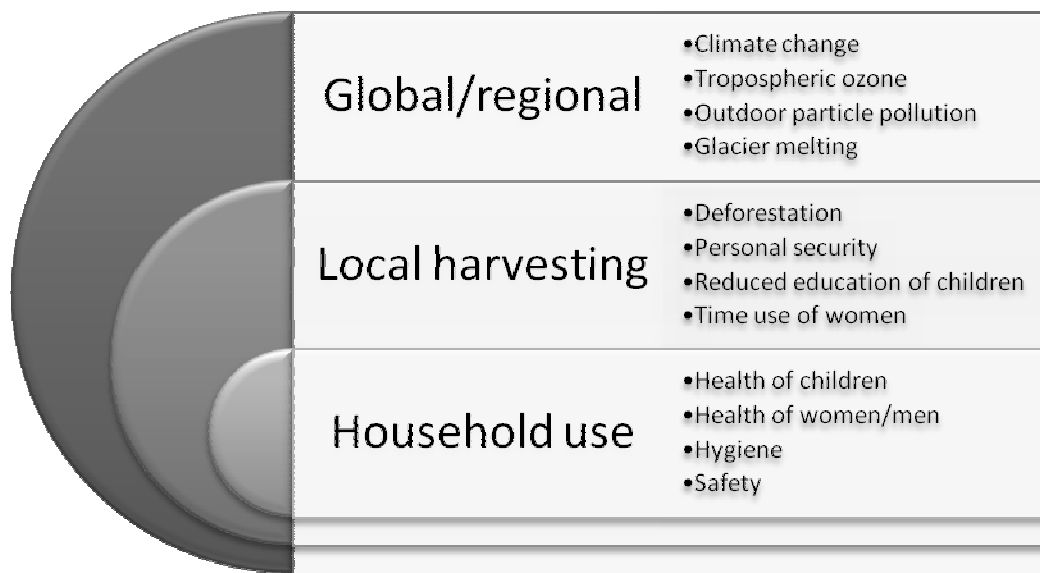 Global/regional
•Climate change
•Tropospheric ozone
•Outdoor particle pollution
•Glacier melting
Local harvesting
•Deforestation
•Personal security
•Reduced education of children
•Time use of women
Household use
•Health of children
•Health of women/men
•Hygiene
•Safety